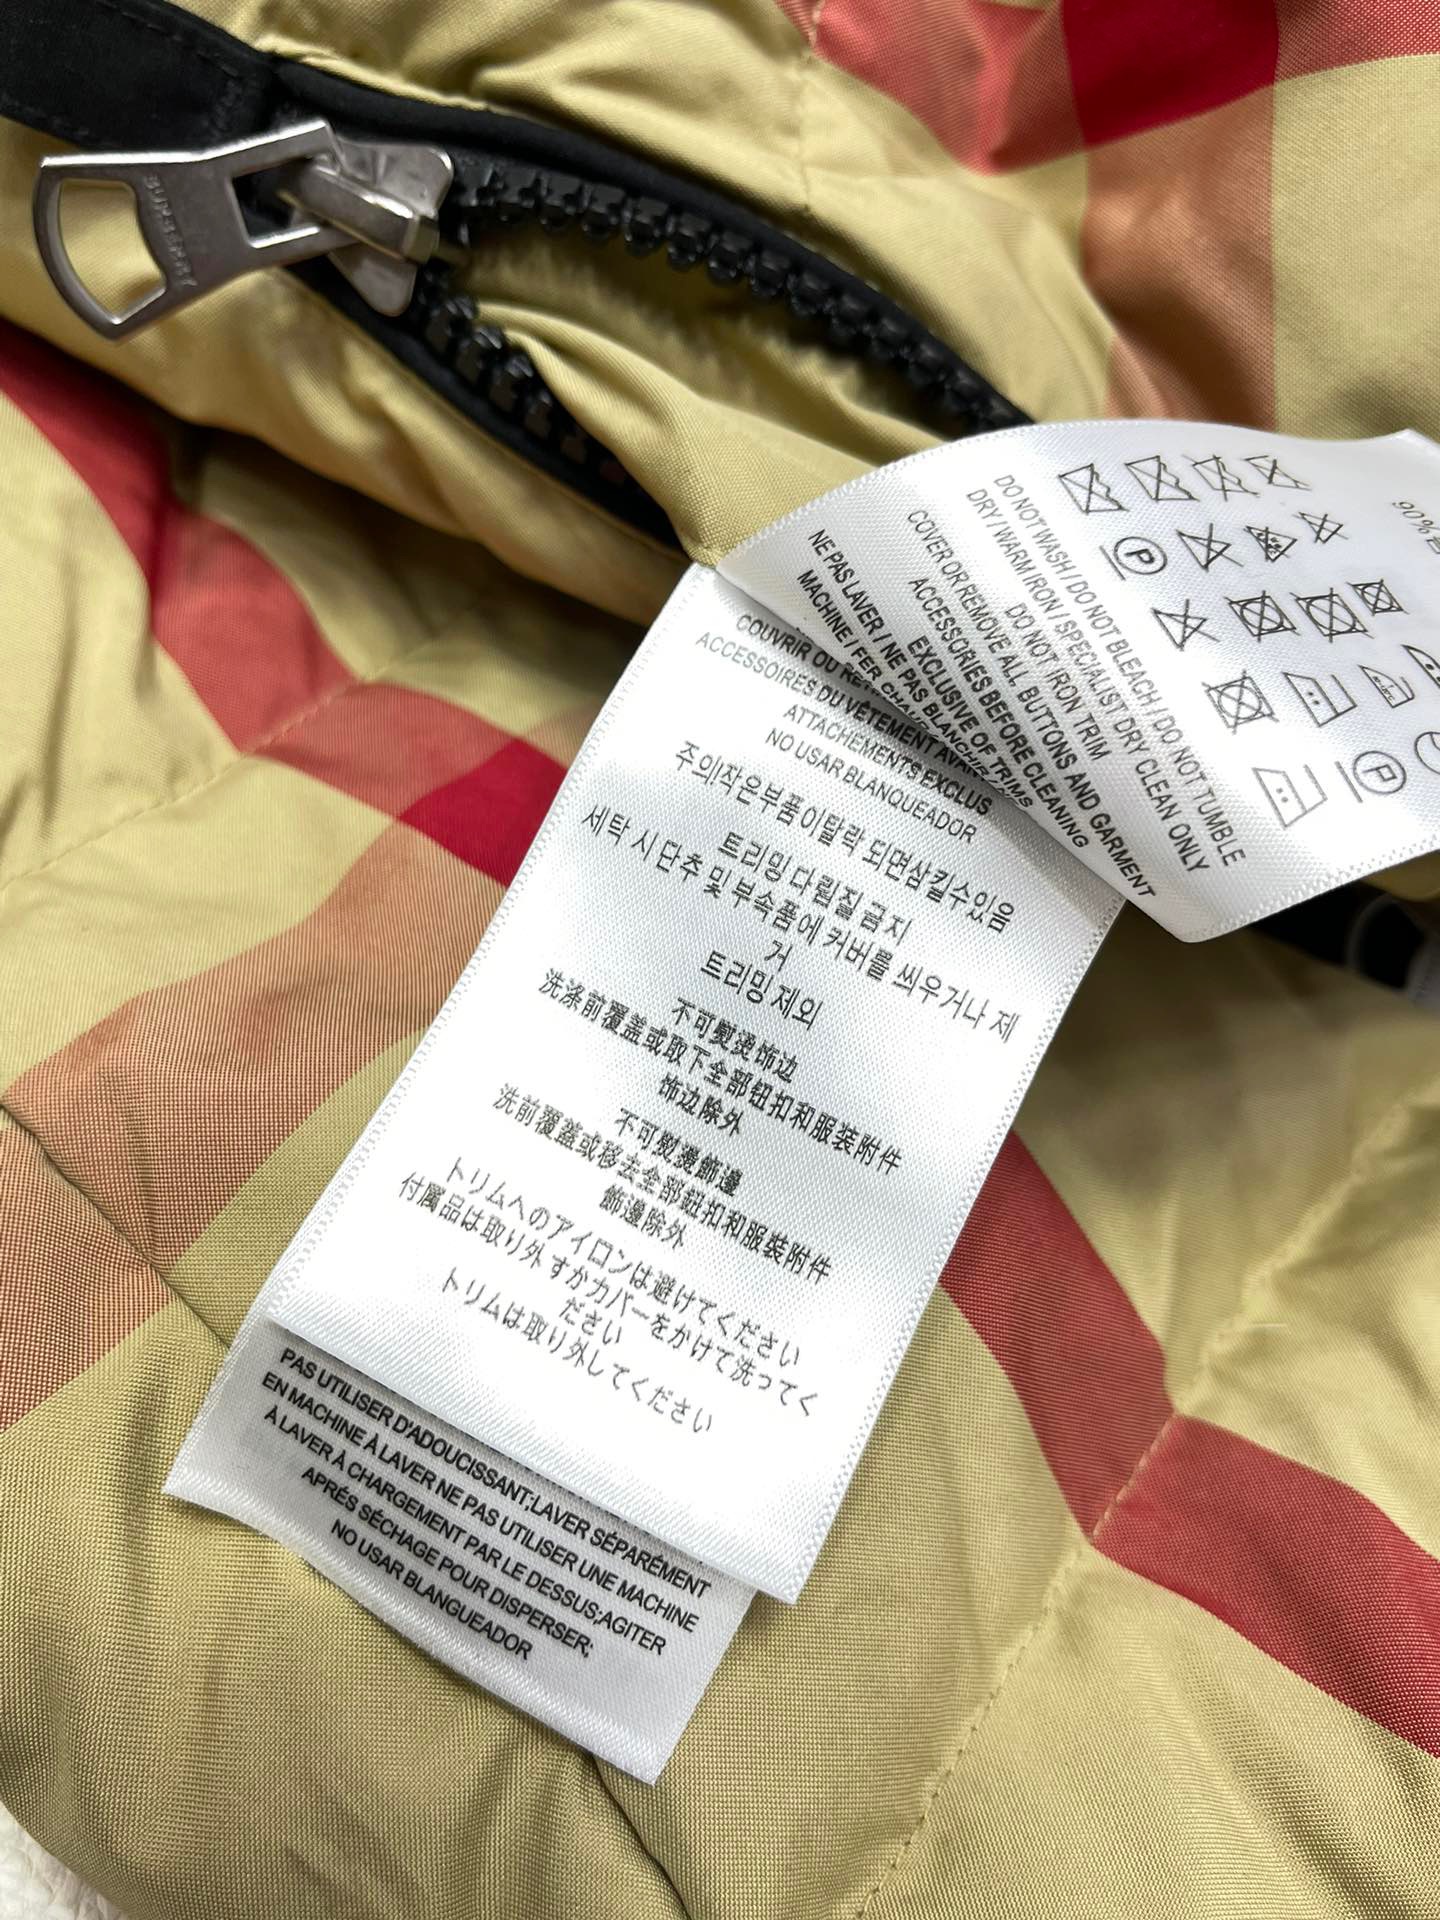 BURBERRY
90%
DO NOT WASH / DO NOT BLEACH / DO NOT TUMBLE
DRY / WARM IRON / SPECIALIST DRY CLEAN ONLY
DO NOT IRON TRIM
COVER OR REMOVE ALL BUTTONS AND GARMENT
ACCESSORIES BEFORE CLEANING
EXCLUSIVE OF TRIMS
NE PAS LAVER / NE PAS BLANCHIR
MACHINE / FER CHAUD
P
P
COUVRIR OU
ACCESSOIRES DU VÊTEMENT
ATTACHEMENTS EXCLUS
NO USAR BLANQUEADOR
주의!작은부품이탈락 되면삼킬수있음
트리밍 다림질 금지
세탁 시 단추 및 부속품에 커버를 씌우거나 제
거
트리밍 제외
不可熨烫饰边
洗涤前覆盖或取下全部钮扣和服装附件
饰边除外
不可熨燙飾邊
洗前覆蓋或移去全部鈕扣和服裝附件
飾邊除外
トリムへのアイロンは避けてください
付属品は取り外すかカバーをかけて洗ってく
ださい
トリムは取り外してください
PAS UTILISER D'ADOUCISSANT;LAVER SÉPARÉMENT
EN MACHINE À LAVER NE PAS UTILISER UNE MACHINE
À LAVER À CHARGEMENT PAR LE DESSUS;AGITER
APRÉS SÉCHAGE POUR DISPERSER;
NO USAR BLANGUEADOR